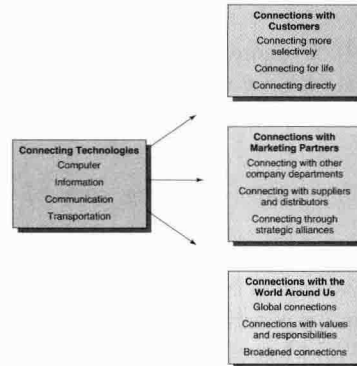 Connecting Technologies
Computer
Information
Communication
Transportation
Connections with
Customers
Connecting more
selectively
Connecting for life
Connecting directly
Connections with
Marketing Partners
Connecting with other
company departments
Connecting with suppliers
and distributors
Connecting through
strategic alliances
Connections with the
World Around Us
Global connections
Connections with values
and responsibilities
Broadened connections